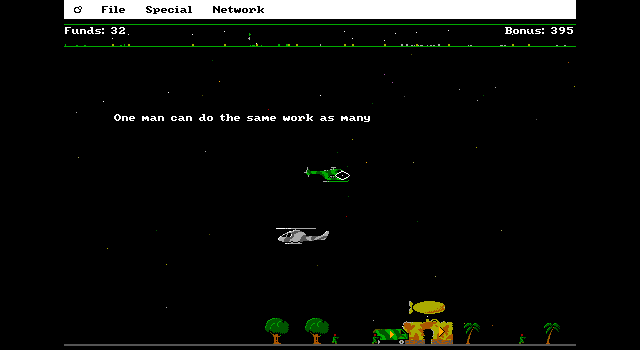 File Special Network
Funds: 32 Bonus: 395
One man can do the same work as many